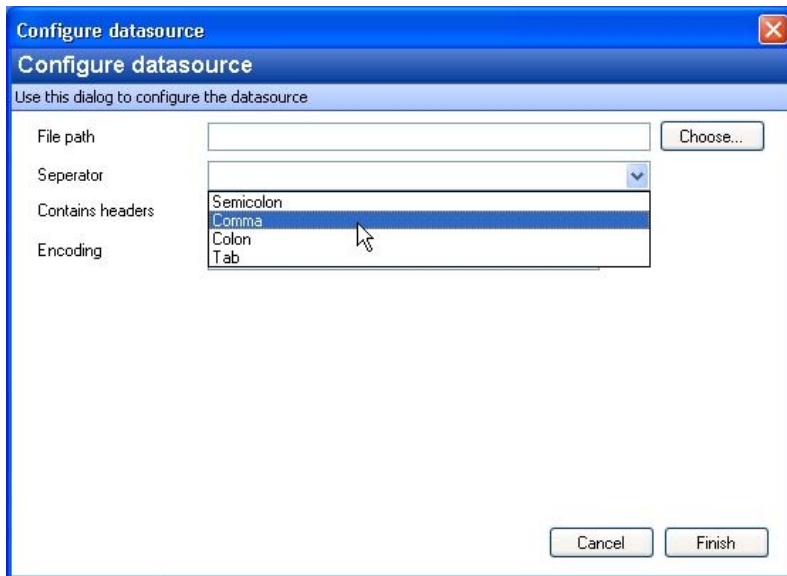 Configure datasource
Configure datasource
Use this dialog to configure the datasource
File path
Choose...
Seperator
Semicolon
Contains headers
Comma
Colon
Encoding
Tab
Cancel
Finish